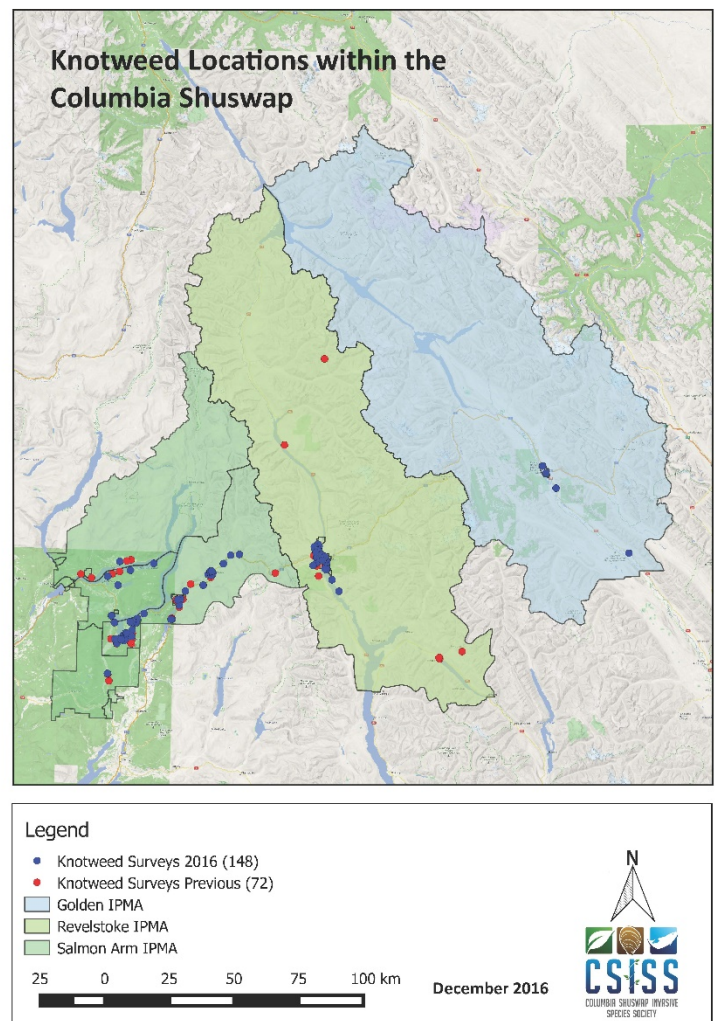 Knotweed Locations within the
Columbia Shuswap
Legend
Knotweed Surveys 2016 (148)
Knotweed Surveys Previous (72)
Golden IPMA
Revelstoke IPMA
Salmon Arm IPMA
25 0 25 50 75 100 km
December 2016
N
CSISS
COLUMBIA SHUSWAP INVASIVE
SPECIES SOCIETY